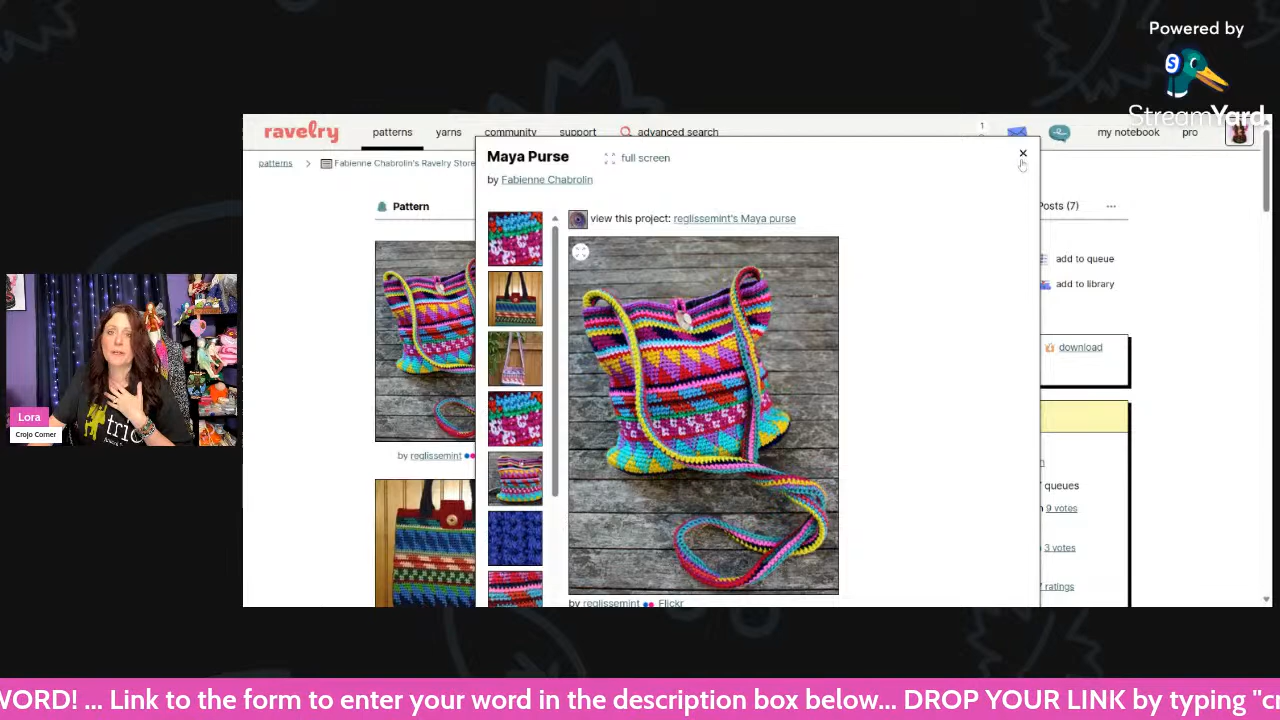 Powered by
StreamYard
ravelry
patterns
yarns
community
support
advanced search
1
my notebook
pro
patterns
Fabienne Chabrolin's Ravelry Store
Maya Purse
full screen
by Fabienne Chabrolin
Pattern
Posts (7)
view this project: reglissemint's Maya purse
add to queue
add to library
download
queues
9 votes
3 votes
ratings
by reglissemint
by reglissemint Flickr
Lora
Crojo Corner
WORD! ... Link to the form to enter your word in the description box below... DROP YOUR LINK by typing "c